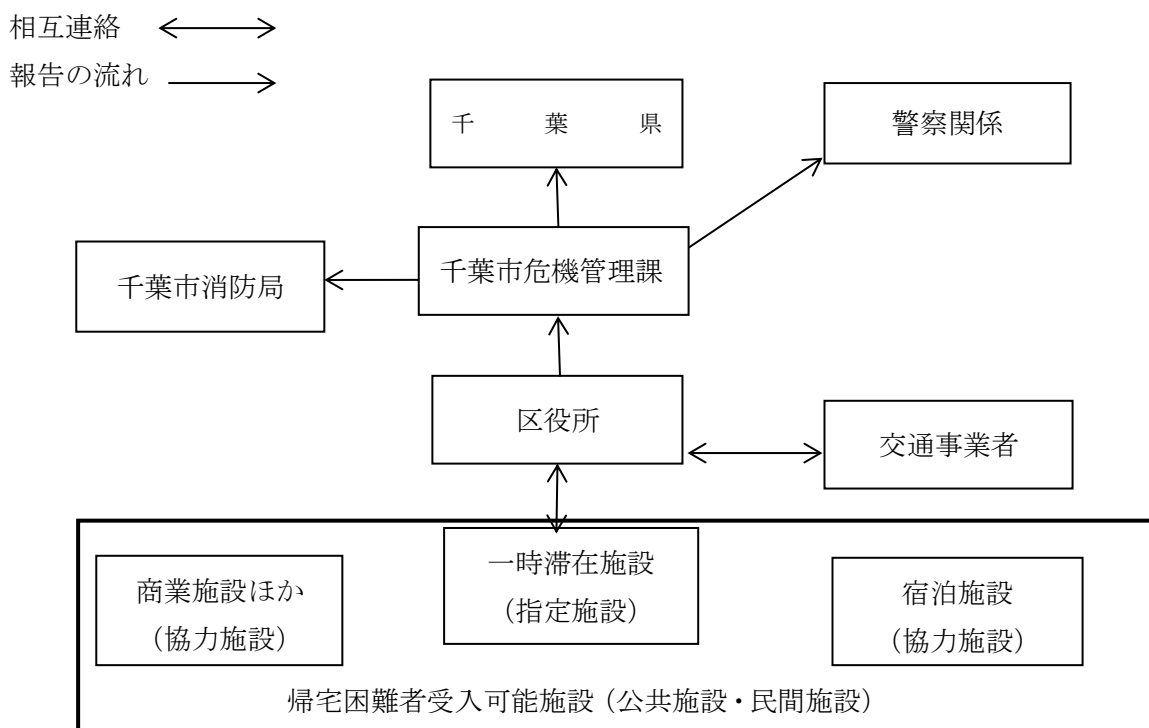 相互連絡
報告の流れ
千　葉　県
警察関係
千葉市消防局
千葉市危機管理課
区役所
交通事業者
商業施設ほか
（協力施設）
一時滞在施設
（指定施設）
宿泊施設
（協力施設）
帰宅困難者受入可能施設（公共施設・民間施設）